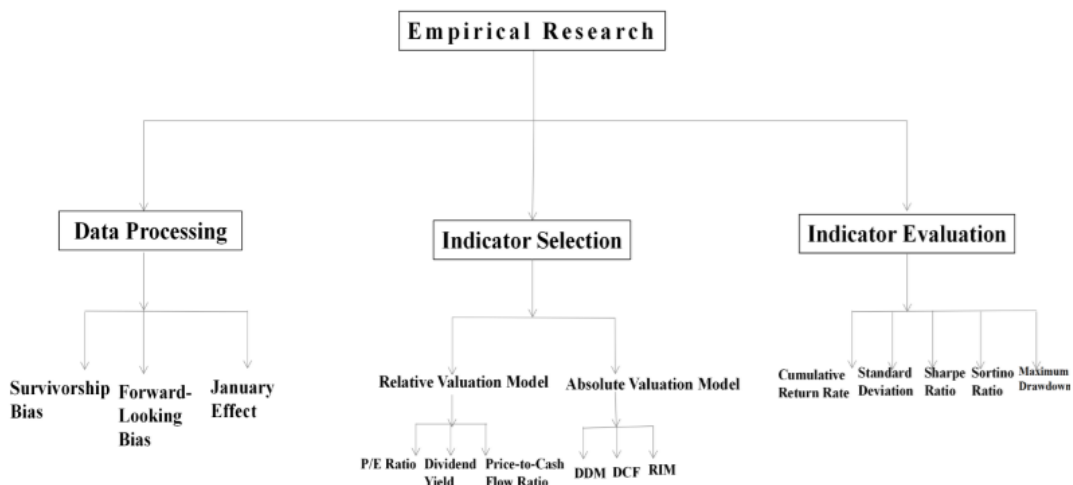 Empirical Research
Data Processing
Indicator Selection
Indicator Evaluation
Survivorship
Bias
Forward-
Looking
Bias
January
Effect
Relative Valuation Model
Absolute Valuation Model
Cumulative
Return Rate
Standard
Deviation
Sharpe
Ratio
Sortino
Ratio
Maximum
Drawdown
P/E Ratio
Dividend
Yield
Price-to-Cash
Flow Ratio
DDM
DCF
RIM